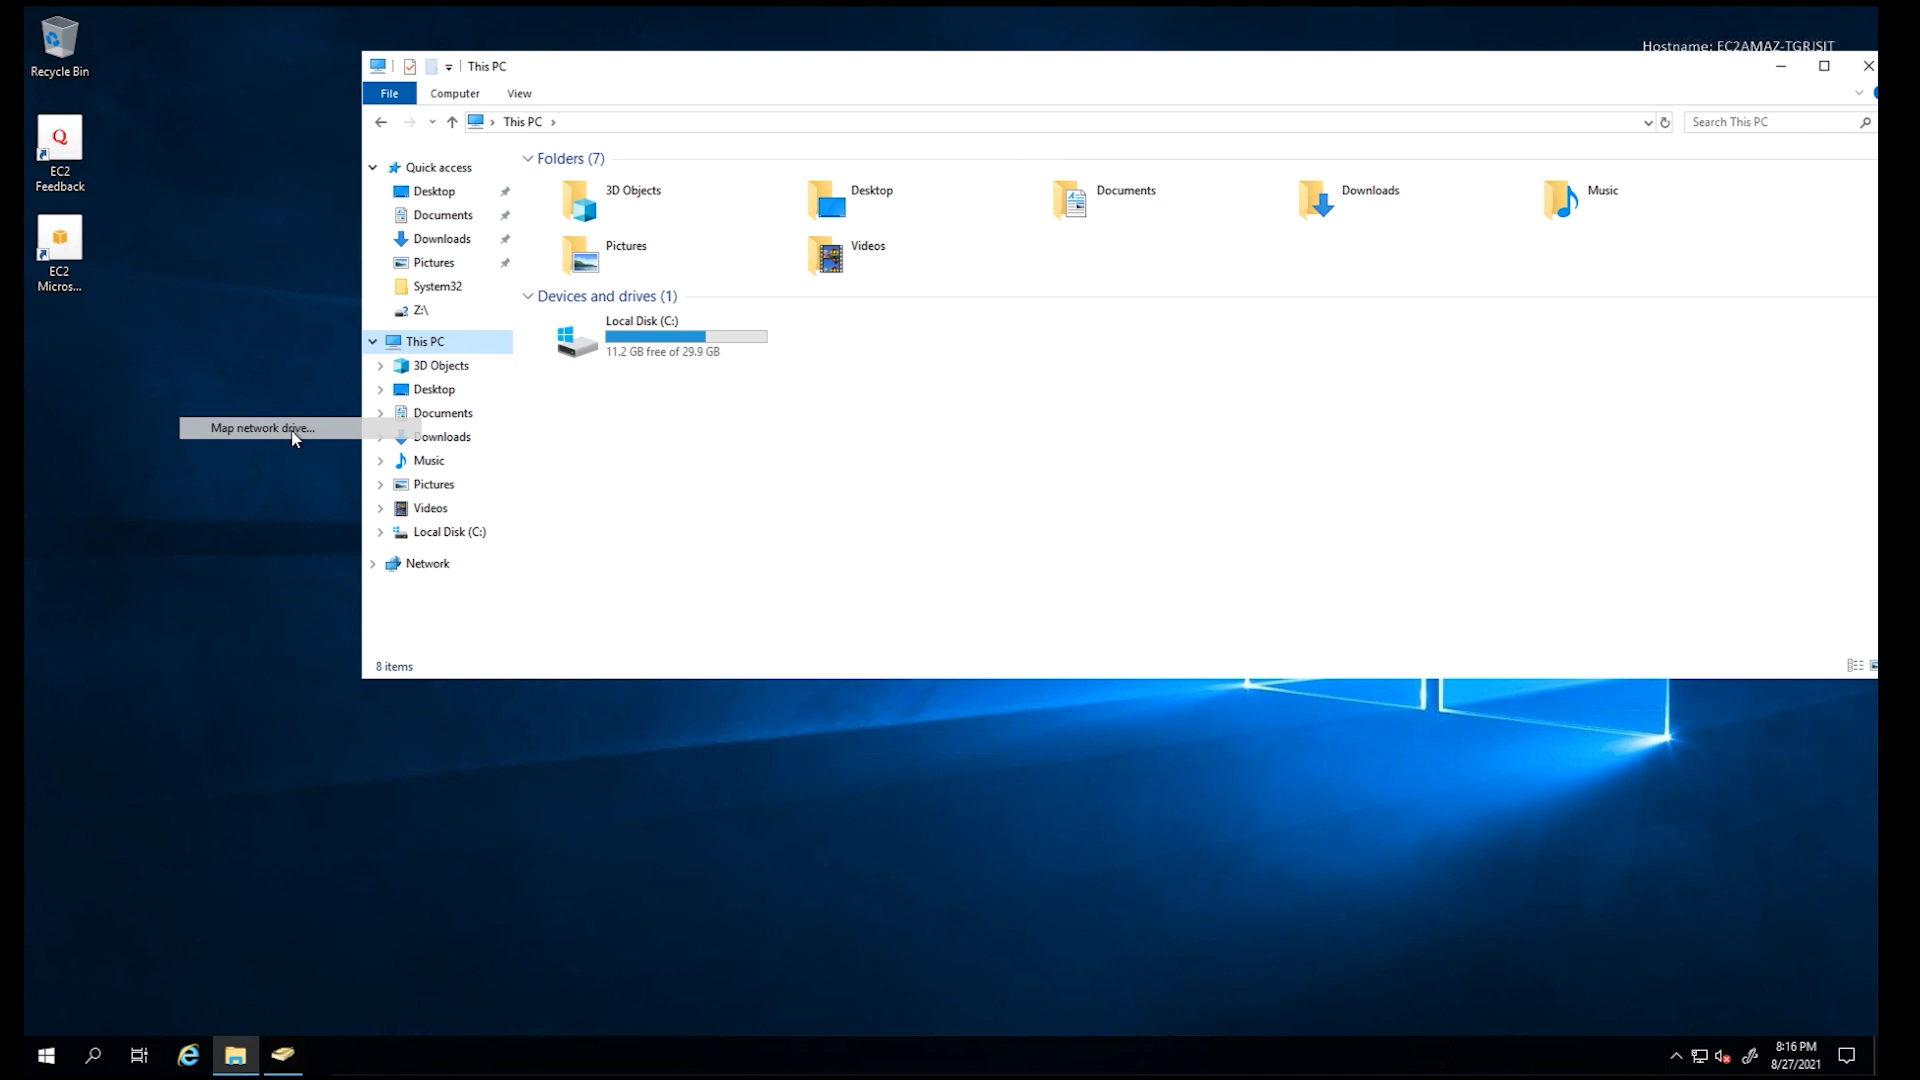 Recycle Bin
EC2
Feedback
EC2
Micros...
Hostname: EC2AMAZ-TGRJSIT
This PC
File
Computer
View
This PC
Search This PC
Quick access
Desktop
Documents
Downloads
Pictures
System32
Z:\
This PC
3D Objects
Desktop
Documents
Downloads
Music
Pictures
Videos
Local Disk (C:)
Network
Map network drive...
Folders (7)
3D Objects
Desktop
Documents
Downloads
Music
Pictures
Videos
Devices and drives (1)
Local Disk (C:)
11.2 GB free of 29.9 GB
8 items
8:16 PM
8/27/2021